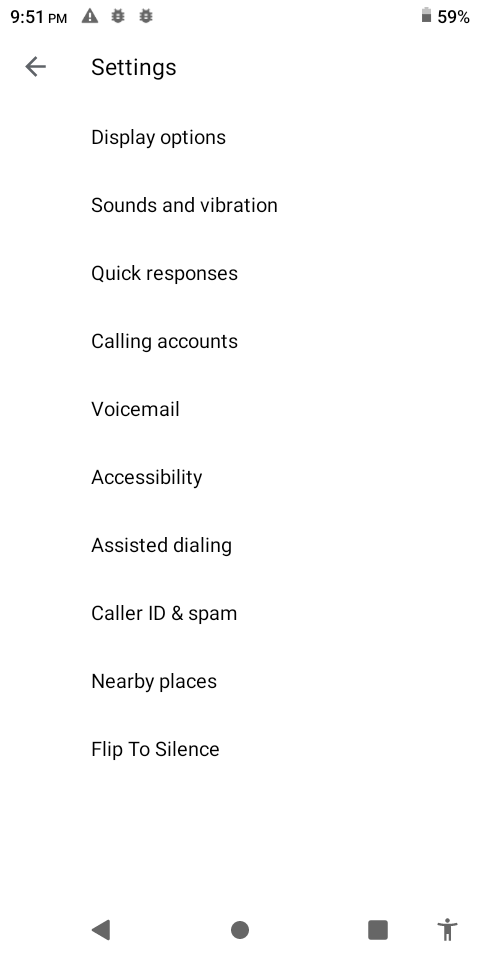 9:51 PM 59%
Settings
Display options
Sounds and vibration
Quick responses
Calling accounts
Voicemail
Accessibility
Assisted dialing
Caller ID & spam
Nearby places
Flip To Silence